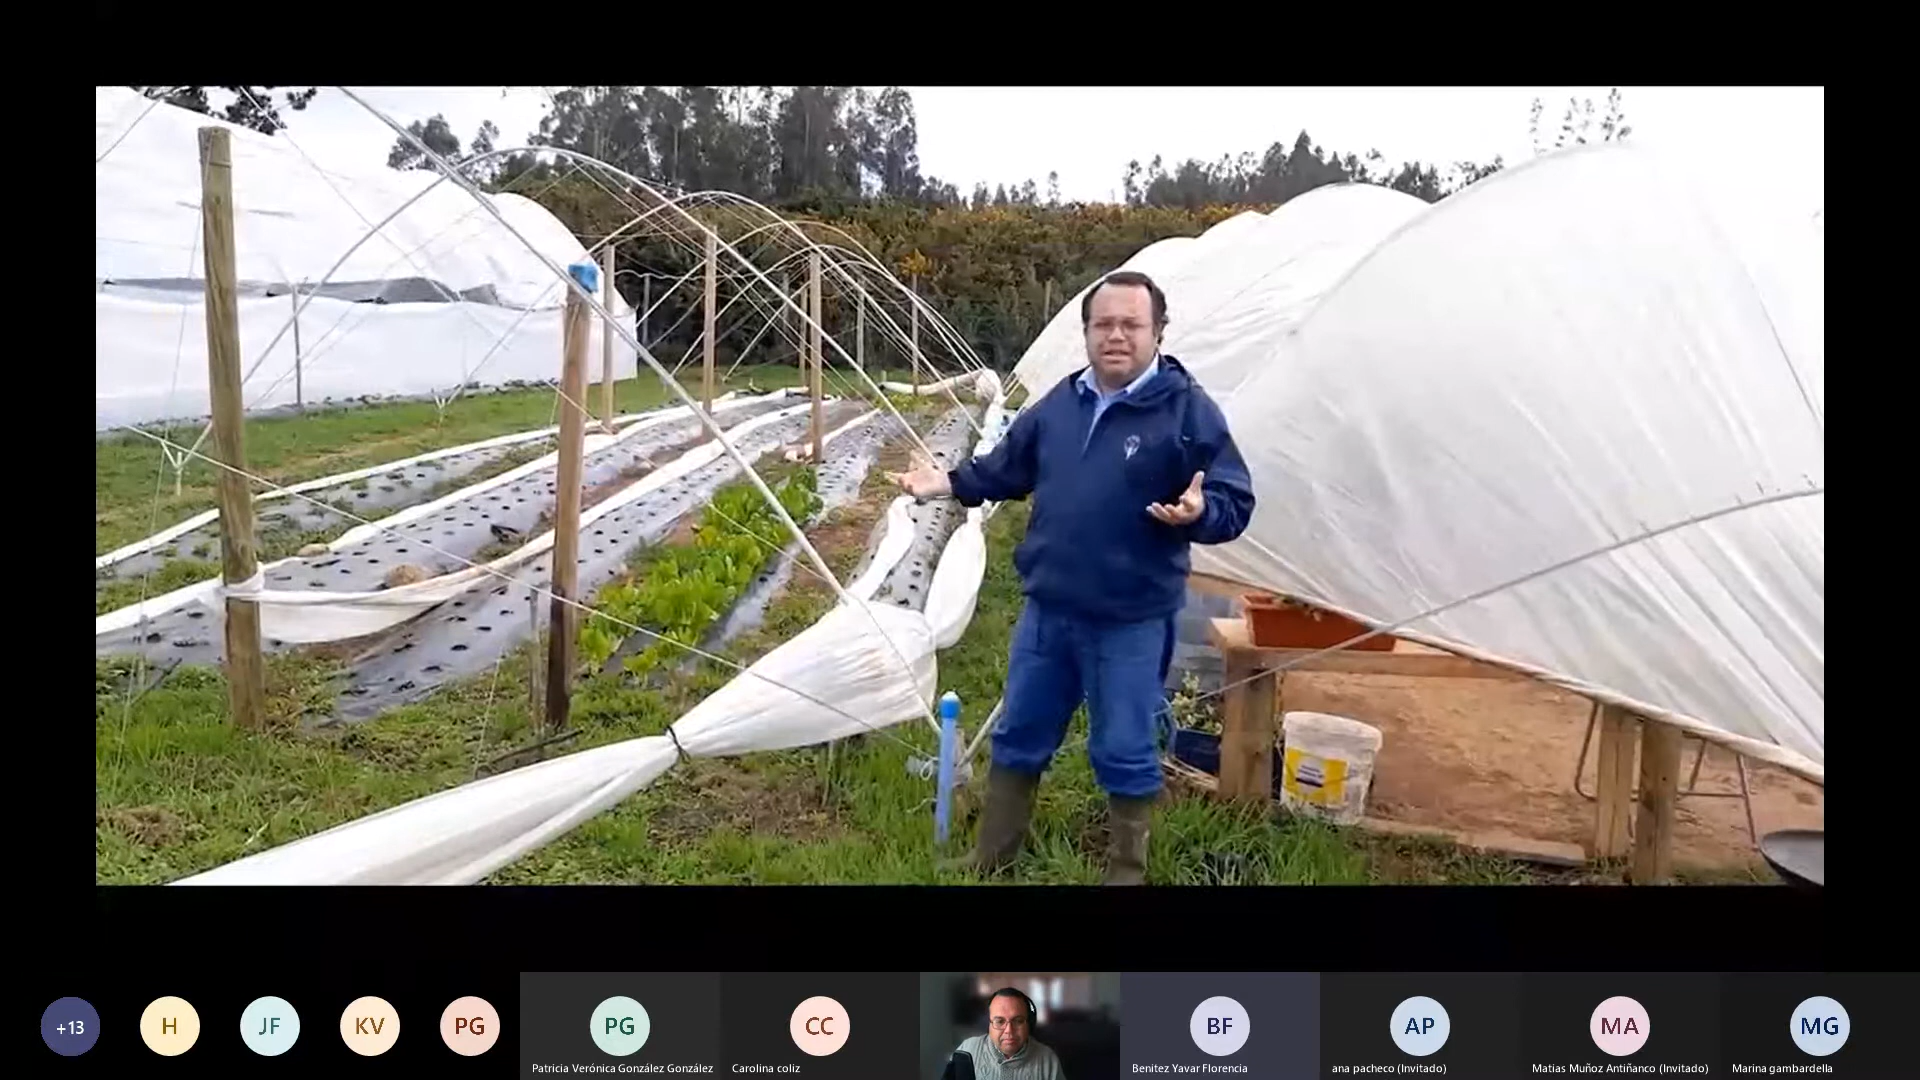 +13
H
JF
KV
PG
PG
CC
BF
AP
MA
MG
Patricia Verónica González González
Carolina coliz
Benitez Yavar Florencia
ana pacheco (Invitado)
Matias Muñoz Antiñanco (Invitado)
Marina gambardella